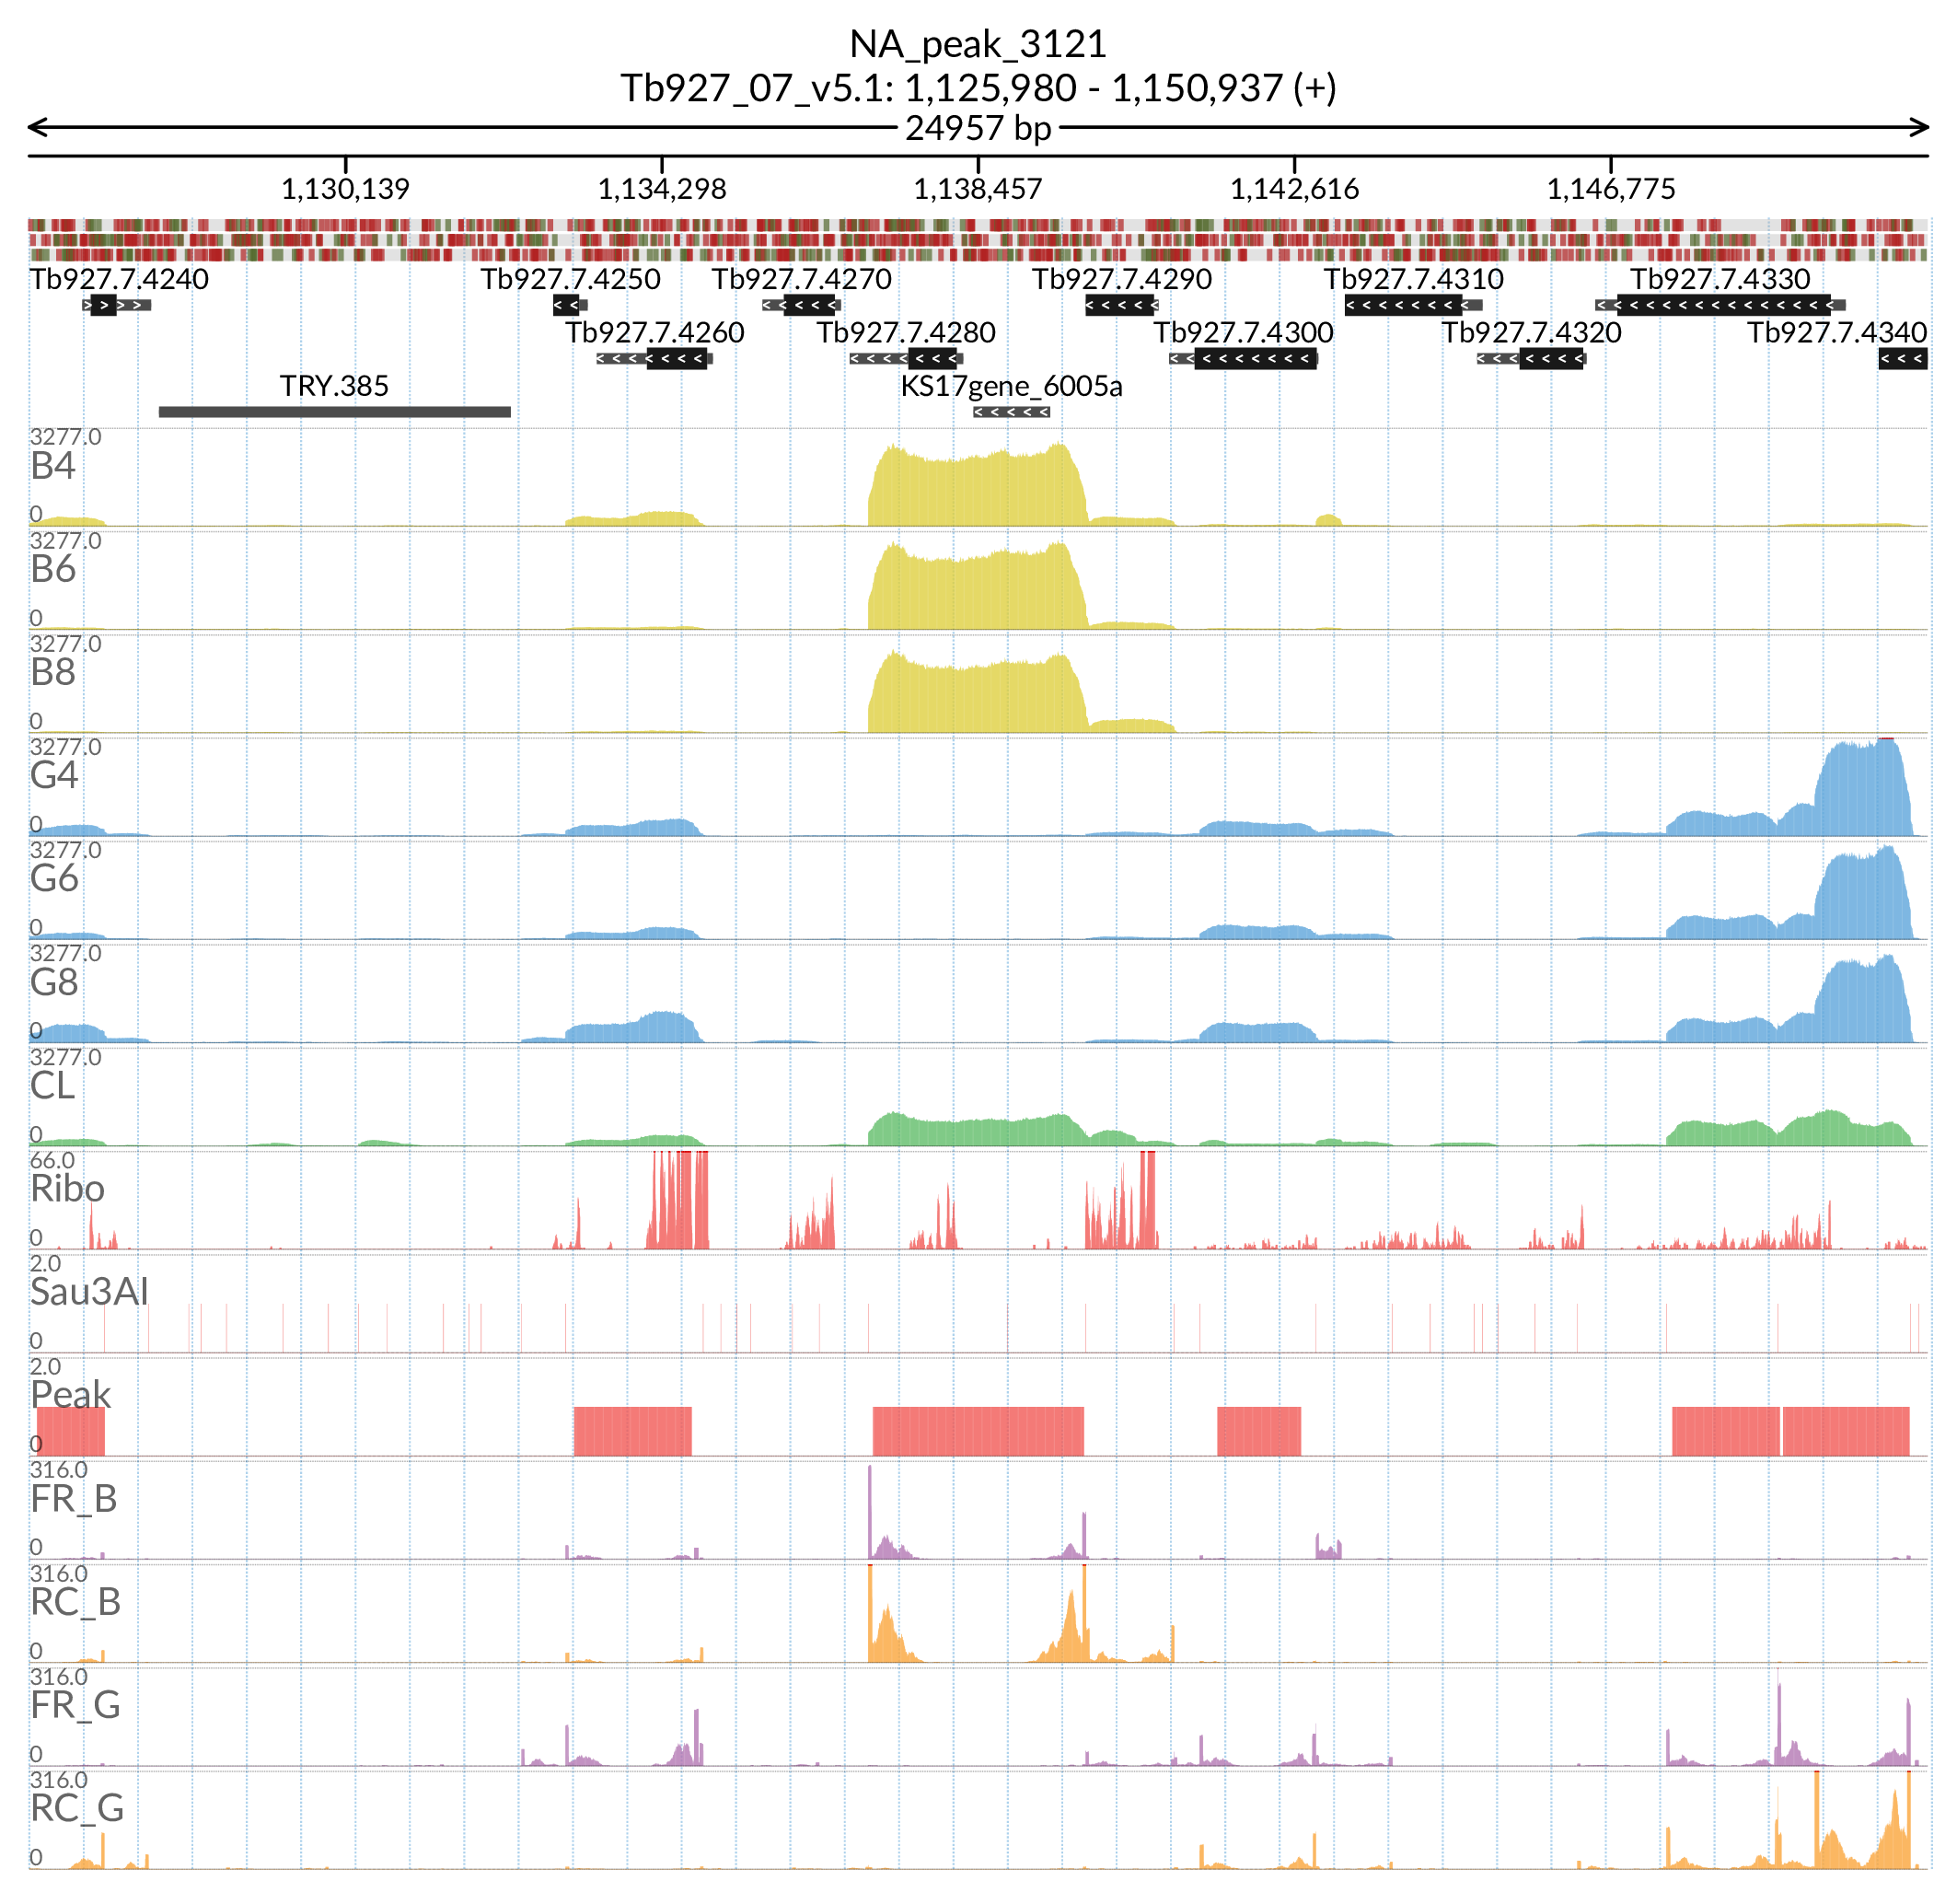 NA_peak_3121
Tb927_07_v5.1: 1,125,980 - 1,150,937 (+)
24957 bp
1,130,139 1,134,298 1,138,457 1,142,616 1,146,775
Tb927.7.4240 Tb927.7.4250 Tb927.7.4270 Tb927.7.4290 Tb927.7.4310 Tb927.7.4330
Tb927.7.4260 Tb927.7.4280 Tb927.7.4300 Tb927.7.4320 Tb927.7.4340
TRY.385 KS17gene_6005a
3277.0
B4
0
3277.0
B6
0
3277.0
B8
0
3277.0
G4
0
3277.0
G6
0
3277.0
G8
0
3277.0
CL
0
66.0
Ribo
0
2.0
Sau3AI
0
2.0
Peak
0
316.0
FR_B
0
316.0
RC_B
0
316.0
FR_G
0
316.0
RC_G
0